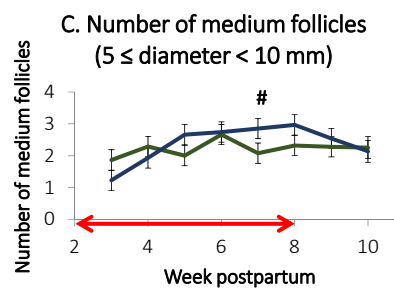 C. Number of medium follicles
(5 ≤ diameter < 10 mm)
Number of medium follicles
4
3
2
1
0
#
2 4 6 8 10
Week postpartum